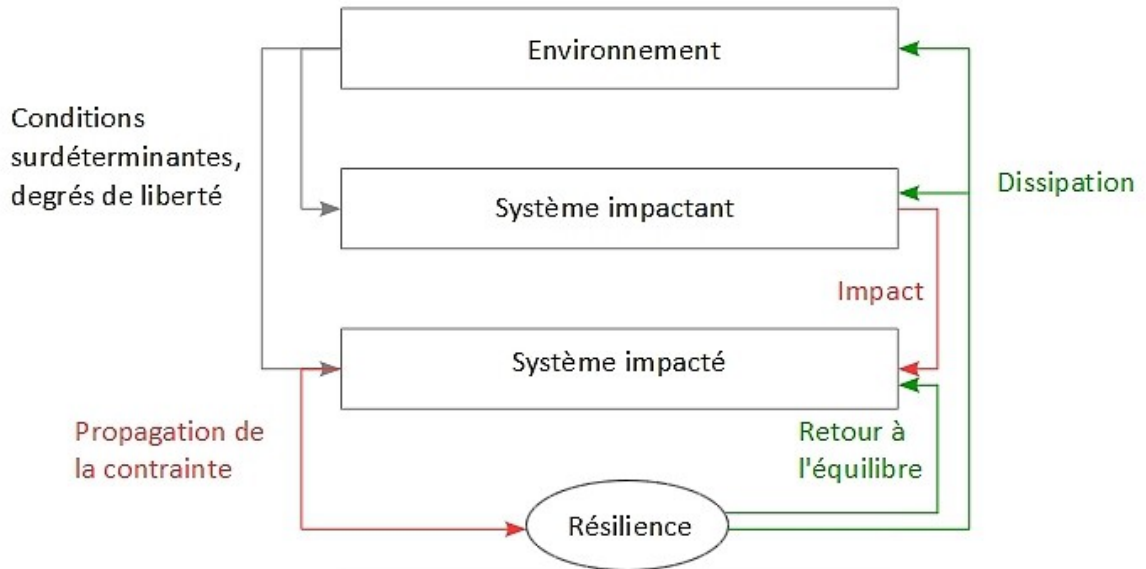 Environnement
Conditions
surdéterminantes,
degrés de liberté
Système impactant
Dissipation
Impact
Système impacté
Propagation de
la contrainte
Retour à
l'équilibre
Résilience